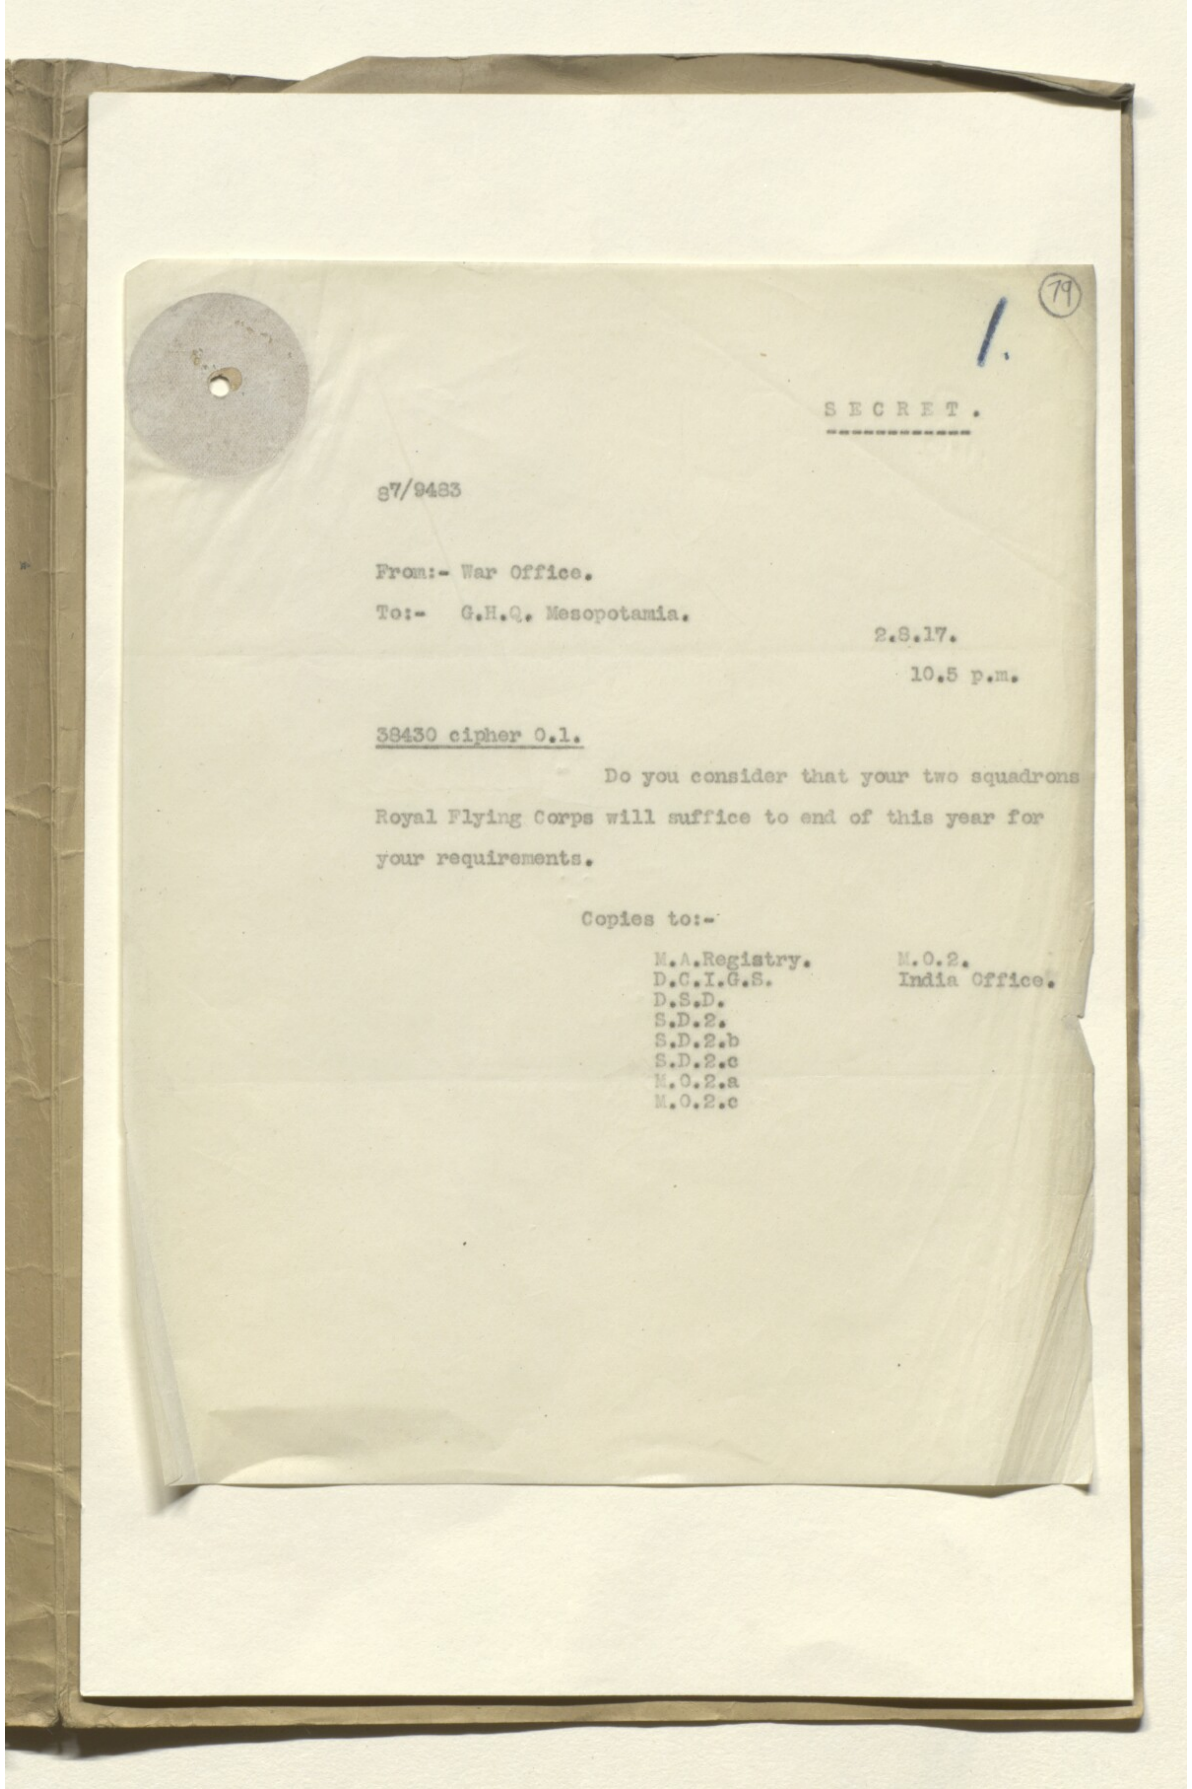 79
1.
SECRET.
87/9483
From:- War Office.
To:- G.H.Q. Mesopotamia.
2.8.17.
10.5 p.m.
38430 cipher O.1.
Do you consider that your two squadrons
Royal Flying Corps will suffice to end of this year for
your requirements.
Copies to:-
M.A.Registry. M.O.2.
D.C.I.G.S. India Office.
D.S.D.
S.D.2.
S.D.2.b
S.D.2.c
M.O.2.a
M.O.2.c